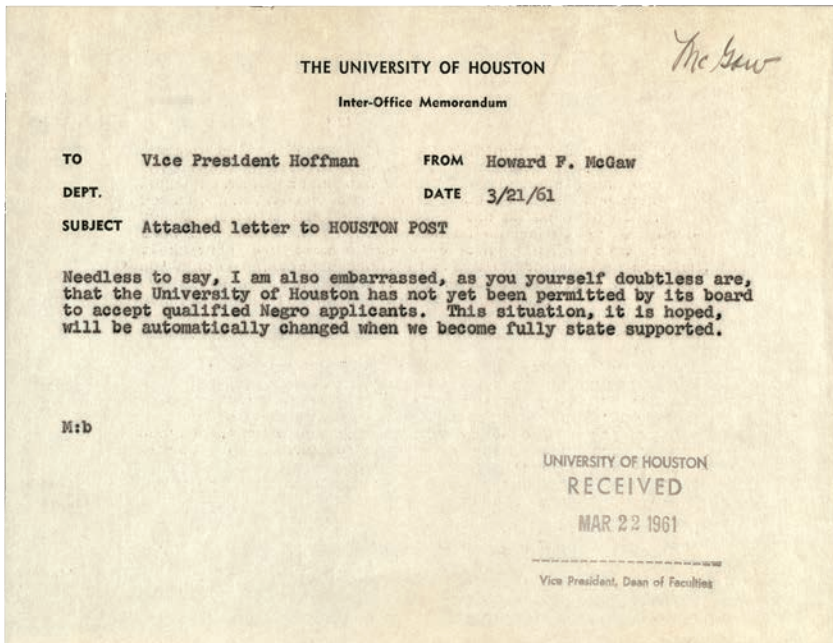 McGaw
THE UNIVERSITY OF HOUSTON
Inter-Office Memorandum
TO Vice President Hoffman FROM Howard F. McGaw
DEPT. DATE 3/21/61
SUBJECT Attached letter to HOUSTON POST
Needless to say, I am also embarrassed, as you yourself doubtless are,
that the University of Houston has not yet been permitted by its board
to accept qualified Negro applicants. This situation, it is hoped,
will be automatically changed when we become fully state supported.
M:b
UNIVERSITY OF HOUSTON
RECEIVED
MAR 22 1961
Vice President, Dean of Faculties